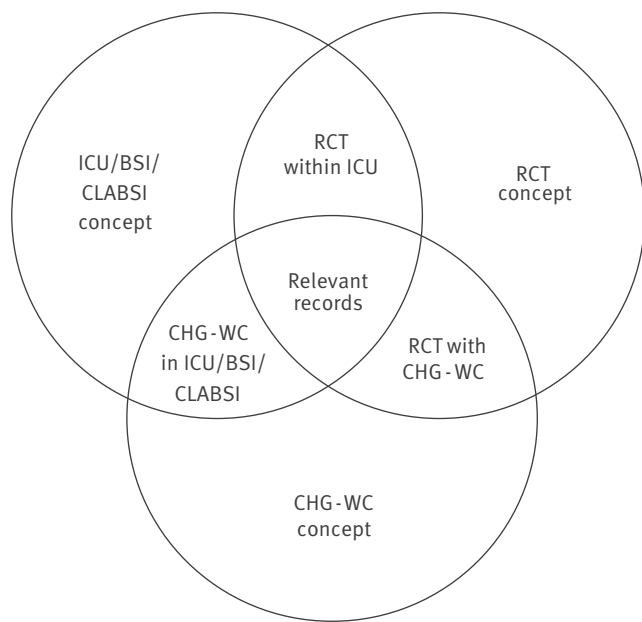 ICU/BSI/
CLABSI
concept
RCT
within ICU
RCT
concept
Relevant
records
CHG-WC
in ICU/BSI/
CLABSI
RCT with
CHG-WC
CHG-WC
concept